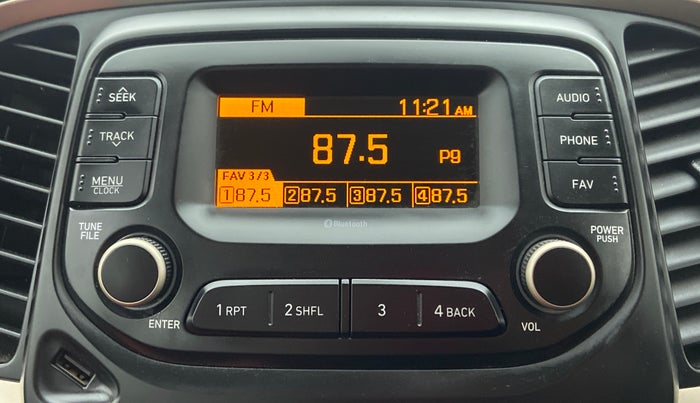 SEEK
TRACK
MENU
CLOCK
TUNE
FILE
ENTER
FM 11:21 AM
87.5 P9
FAV 3/3
1 87.5 2 87.5 3 87.5 4 87.5
Bluetooth
1 RPT 2 SHFL 3 4 BACK
AUDIO
PHONE
FAV
POWER
PUSH
VOL